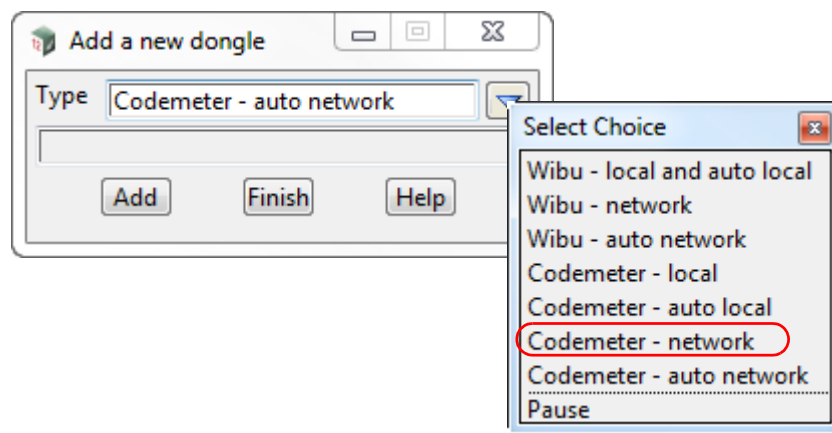 Add a new dongle
Type Codemeter - auto network
Add Finish Help
Select Choice
Wibu - local and auto local
Wibu - network
Wibu - auto network
Codemeter - local
Codemeter - auto local
Codemeter - network
Codemeter - auto network
Pause